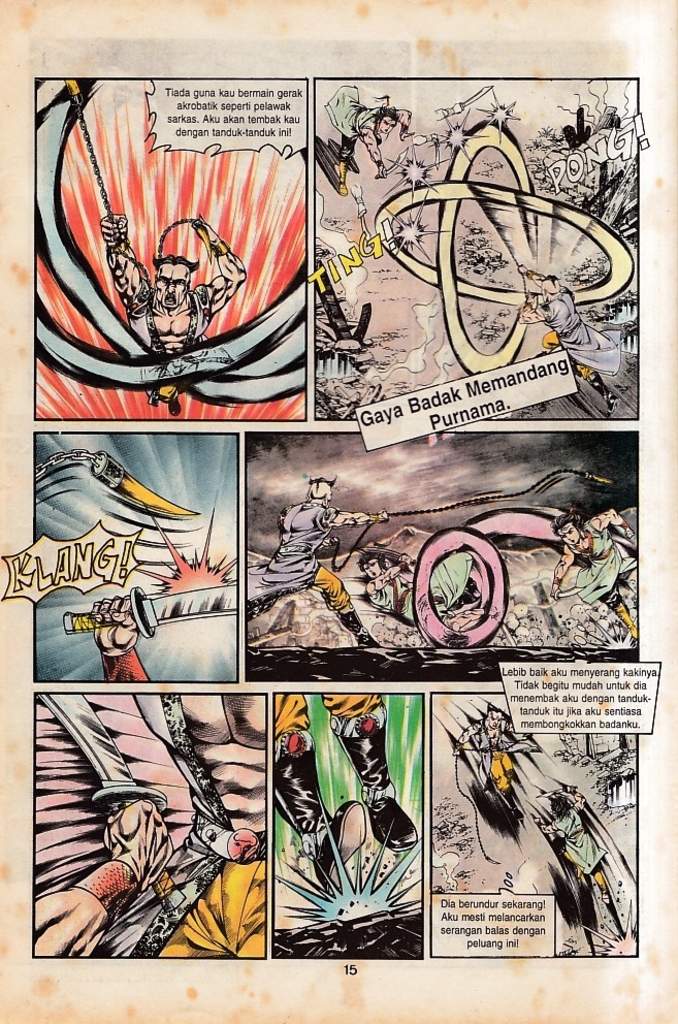 Tiada guna kau bermain gerak
akrobatik seperti pelawak
sarkas. Aku akan tembak kau
dengan tanduk-tanduk ini!
PONG!
TING!
Gaya Badak Memandang
Purnama.
KLANG!
Lebib baik aku menyerang kakinya.
Tidak begitu mudah untuk dia
menembak aku dengan tanduk-
tanduk itu jika aku sentiasa
membongkokkan badanku.
Dia berundur sekarang!
Aku mesti melancarkan
serangan balas dengan
peluang ini!
15